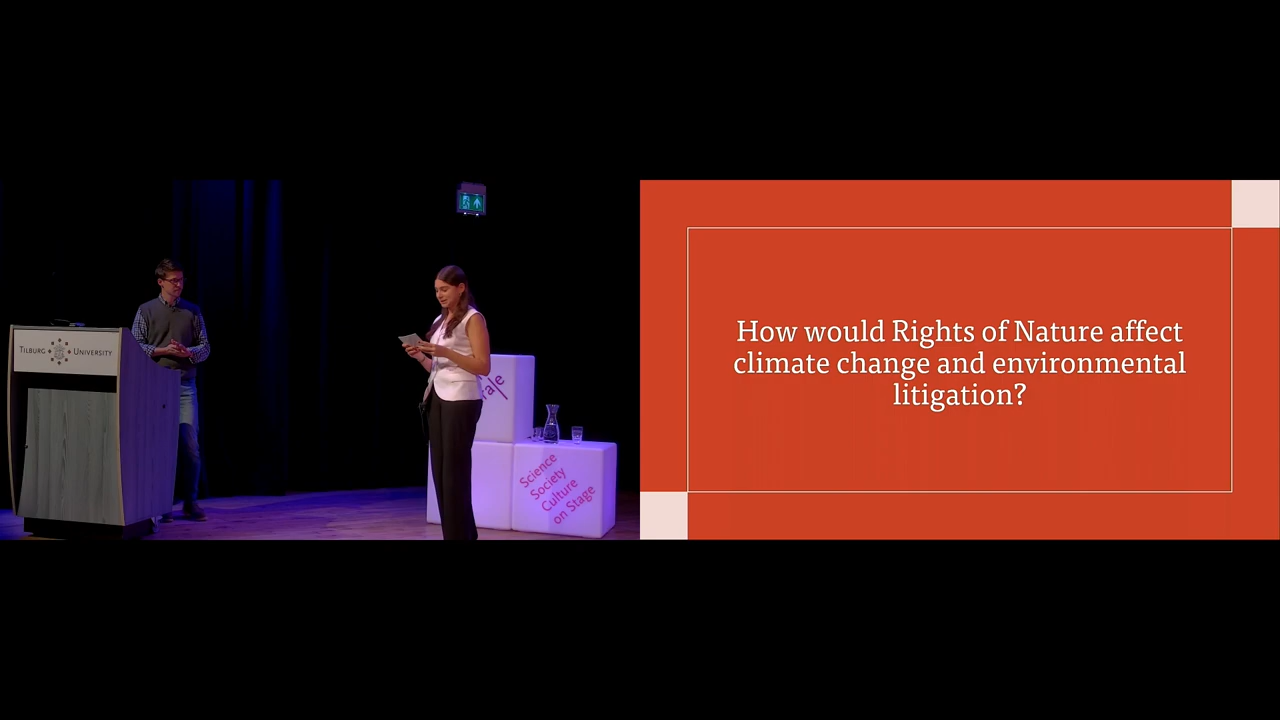 TILBURG UNIVERSITY
Science
Society
Culture
on Stage
How would Rights of Nature affect
climate change and environmental
litigation?